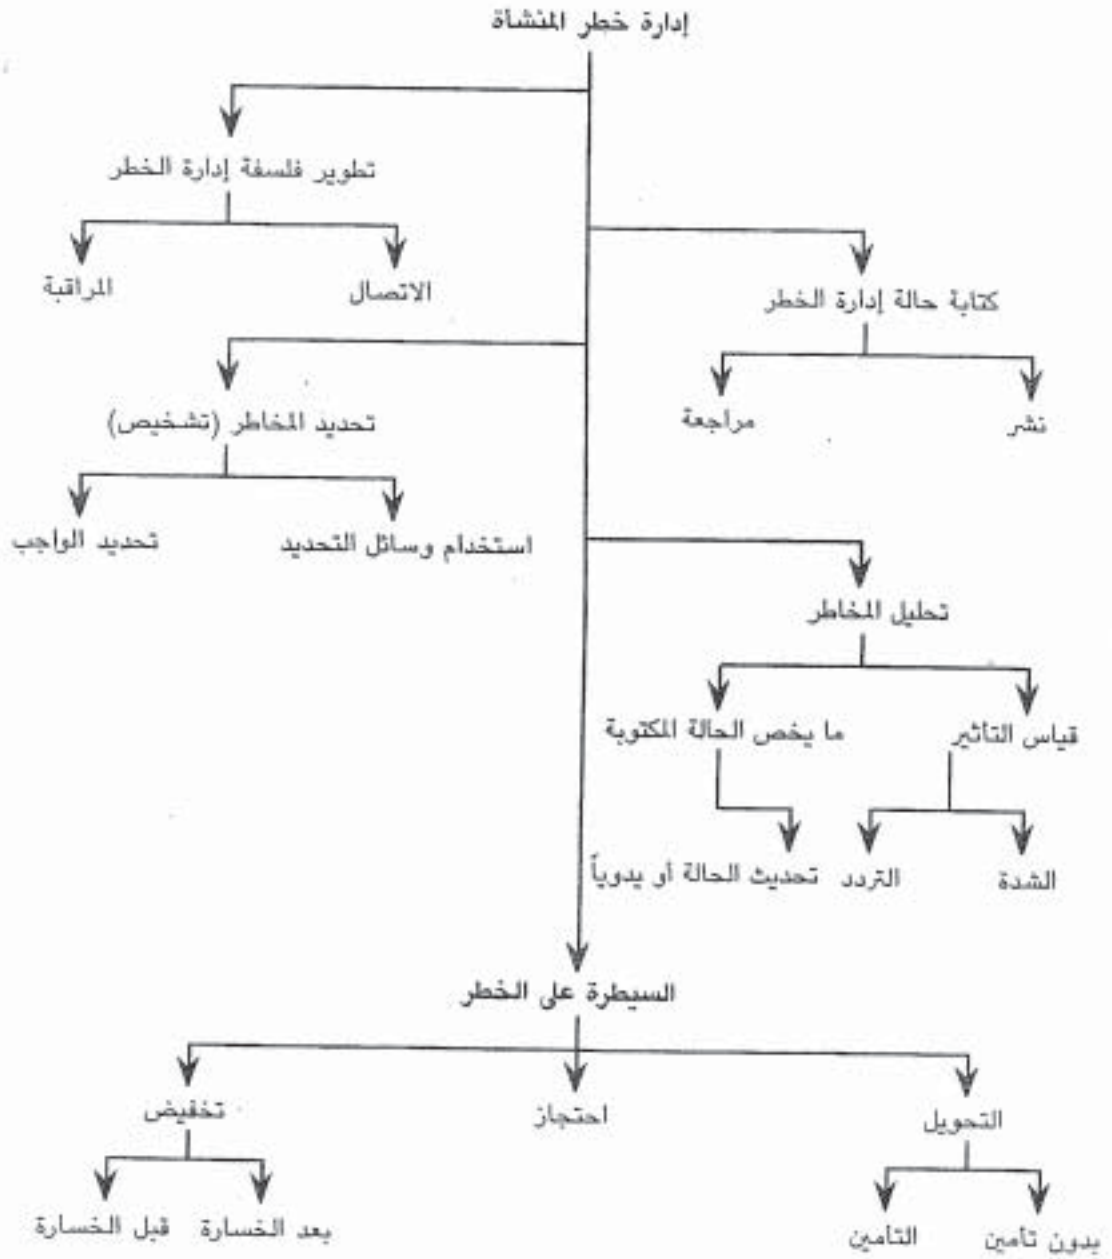 إدارة خطر المنشأة
تطوير فلسفة إدارة الخطر
الاتصال
المراقبة
كتابة حالة إدارة الخطر
نشر
مراجعة
تحديد المخاطر (تشخيص)
استخدام وسائل التحديد
تحديد الواجب
تحليل المخاطر
قياس التأثير
ما يخص الحالة المكتوبة
الشدة
التردد
تحديث الحالة أو يدوياً
السيطرة على الخطر
التحويل
احتجاز
تخفيض
بدون تأمين
التأمين
بعد الخسارة
قبل الخسارة